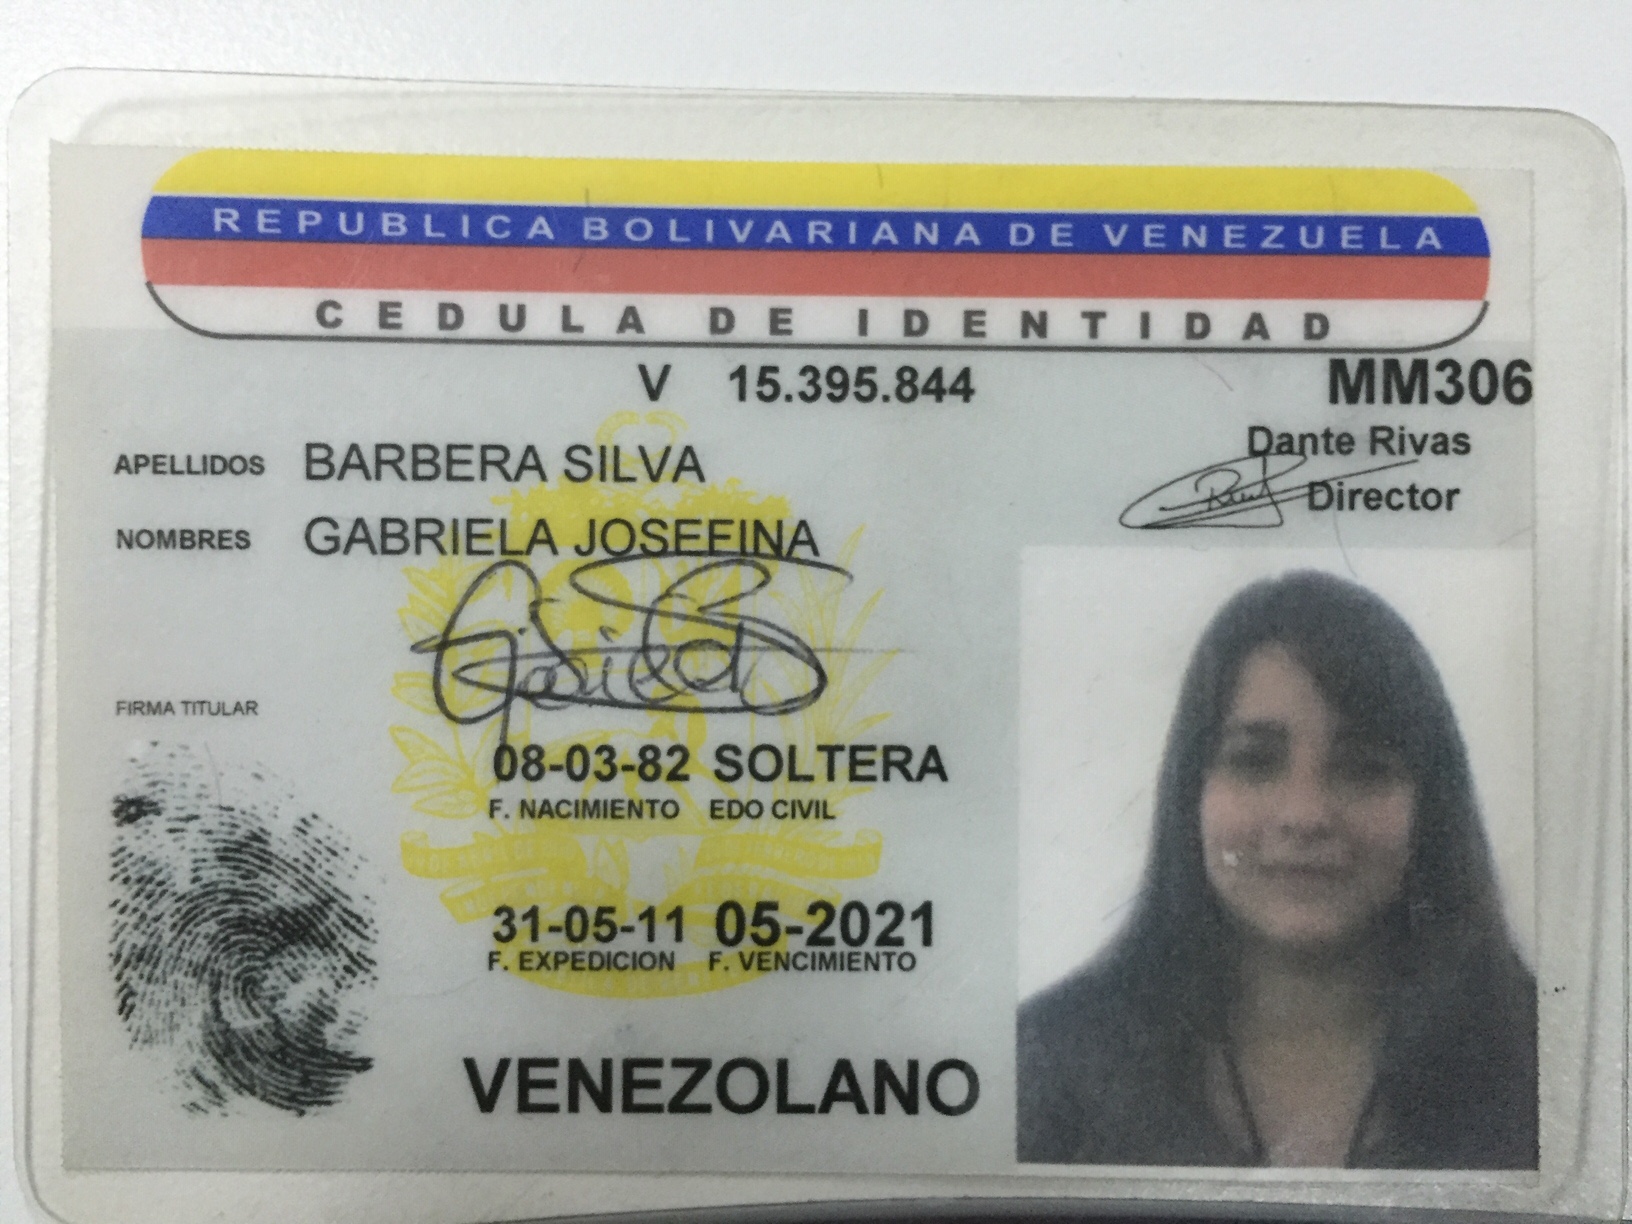 REPUBLICA BOLIVARIANA DE VENEZUELA
CEDULA DE IDENTIDAD
V 15.395.844 MM306
Dante Rivas
Director
APELLIDOS BARBERA SILVA
NOMBRES GABRIELA JOSEFINA
FIRMA TITULAR
08-03-82 SOLTERA
F. NACIMIENTO EDO CIVIL
31-05-11 05-2021
F. EXPEDICION F. VENCIMIENTO
VENEZOLANO